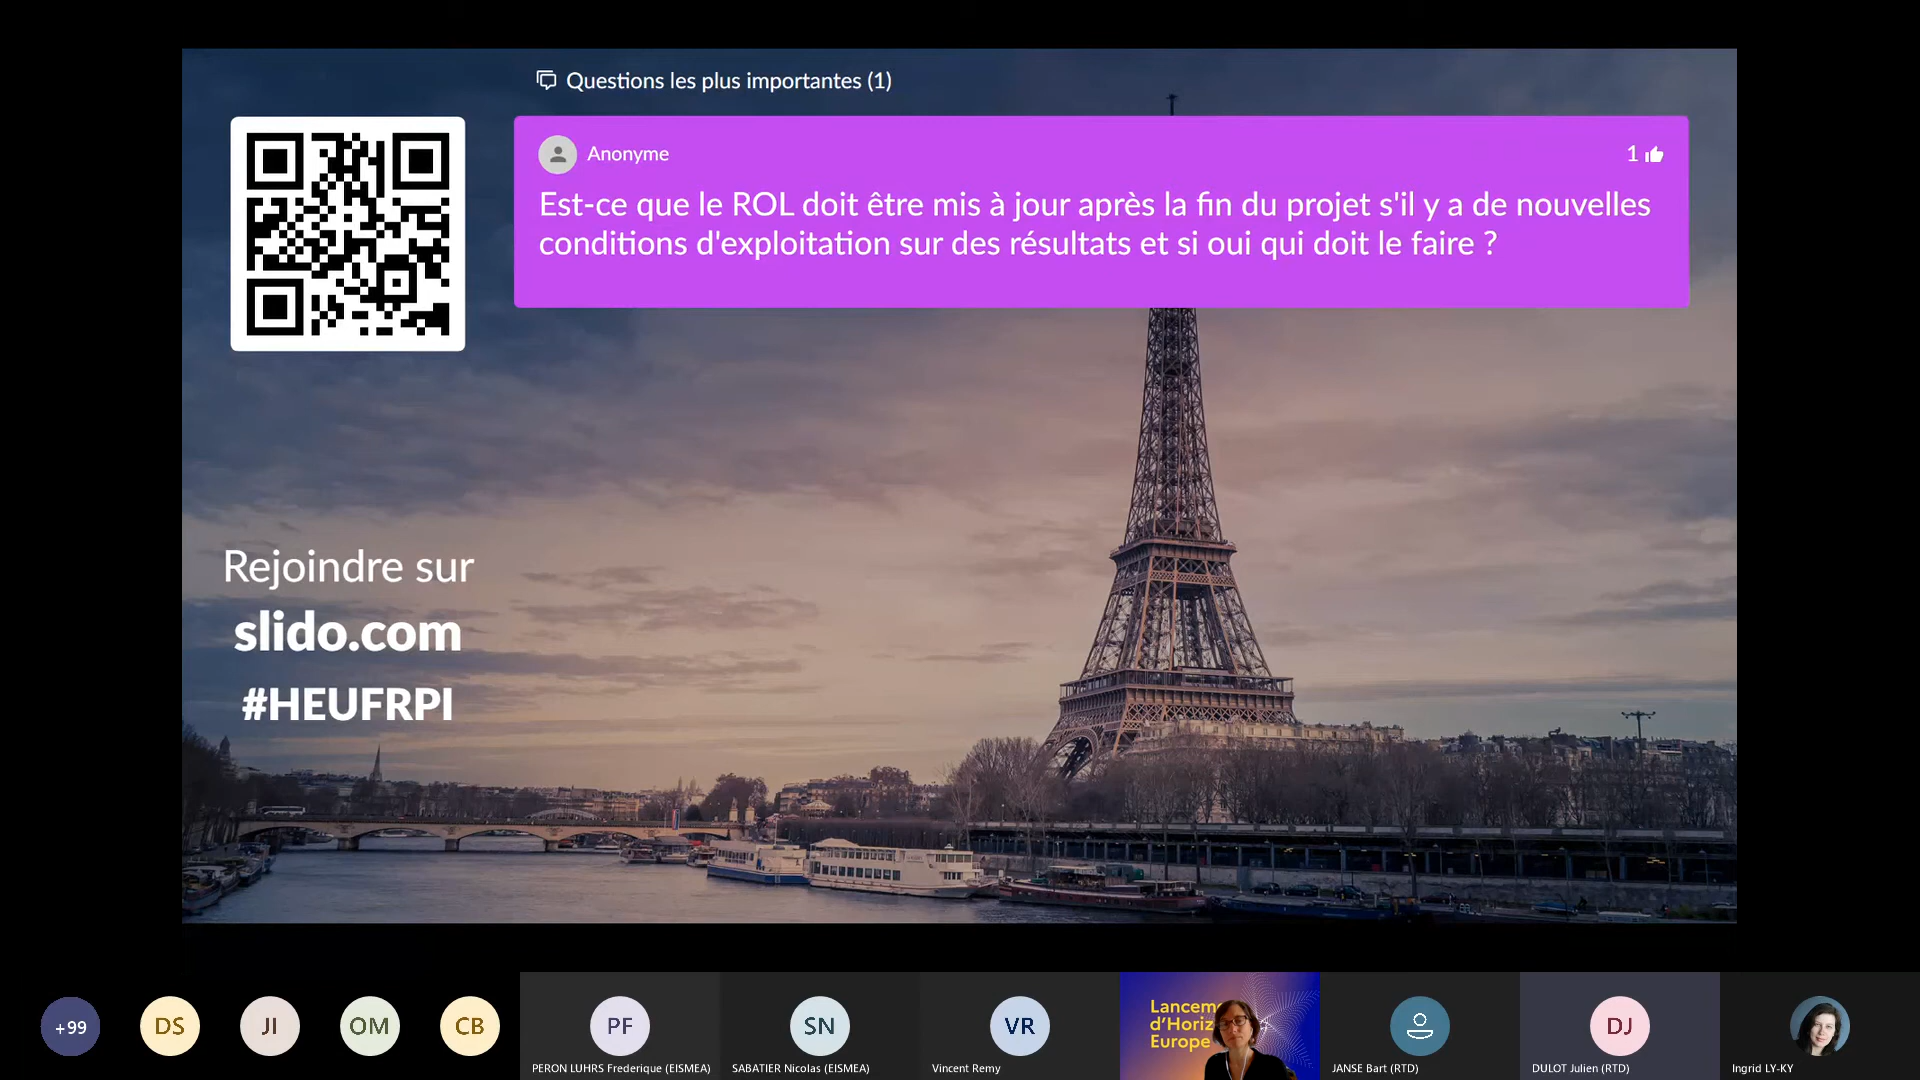 Questions les plus importantes (1)
Anonyme
1
Est-ce que le ROL doit être mis à jour après la fin du projet s'il y a de nouvelles
conditions d'exploitation sur des résultats et si oui qui doit le faire ?
Rejoindre sur
slido.com
#HEUFRPI
+99
DS
JI
OM
CB
PF
PERON LUHRS Frederique (EISMEA)
SN
SABATIER Nicolas (EISMEA)
VR
Vincent Remy
d'Horiz
Europe
JANSE Bart (RTD)
DJ
DULOT Julien (RTD)
Ingrid LY-KY